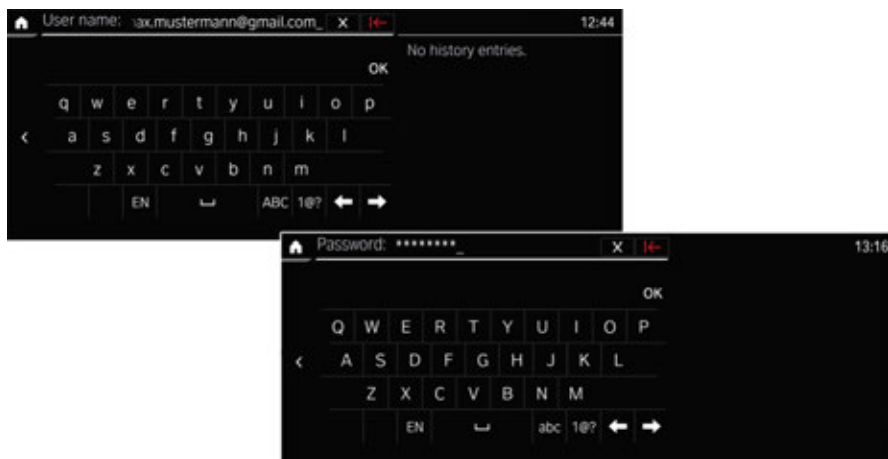 User name: ax.mustermann@gmail.com_ X 12:44
No history entries.
OK
q w e r t y u i o p
a s d f g h j k l
z x c v b n m
EN ABC 1@?
Password: ********_ X 13:16
OK
Q W E R T Y U I O P
A S D F G H J K L
Z X C V B N M
EN abc 1@?